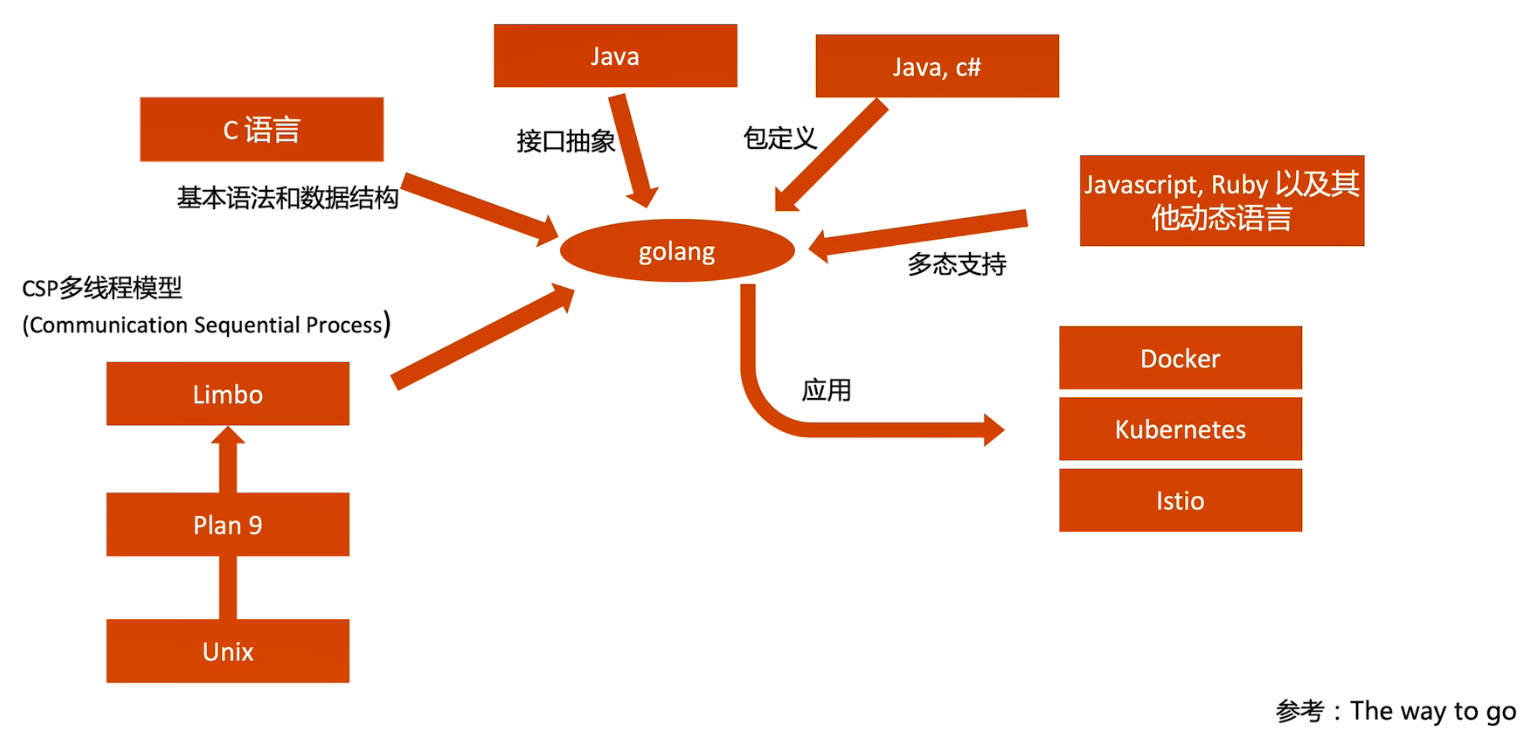 Java
Java, c#
C 语言
接口抽象
包定义
基本语法和数据结构
Javascript, Ruby 以及其
他动态语言
golang
多态支持
CSP多线程模型
(Communication Sequential Process)
Limbo
Plan 9
Unix
应用
Docker
Kubernetes
Istio
参考：The way to go